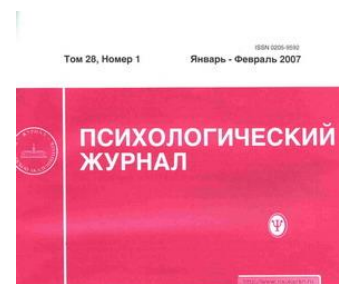 ISSN 0205-9592
Том 28, Номер 1
Январь - Февраль 2007
ПСИХОЛОГИЧЕСКИЙ
ЖУРНАЛ
Ψ